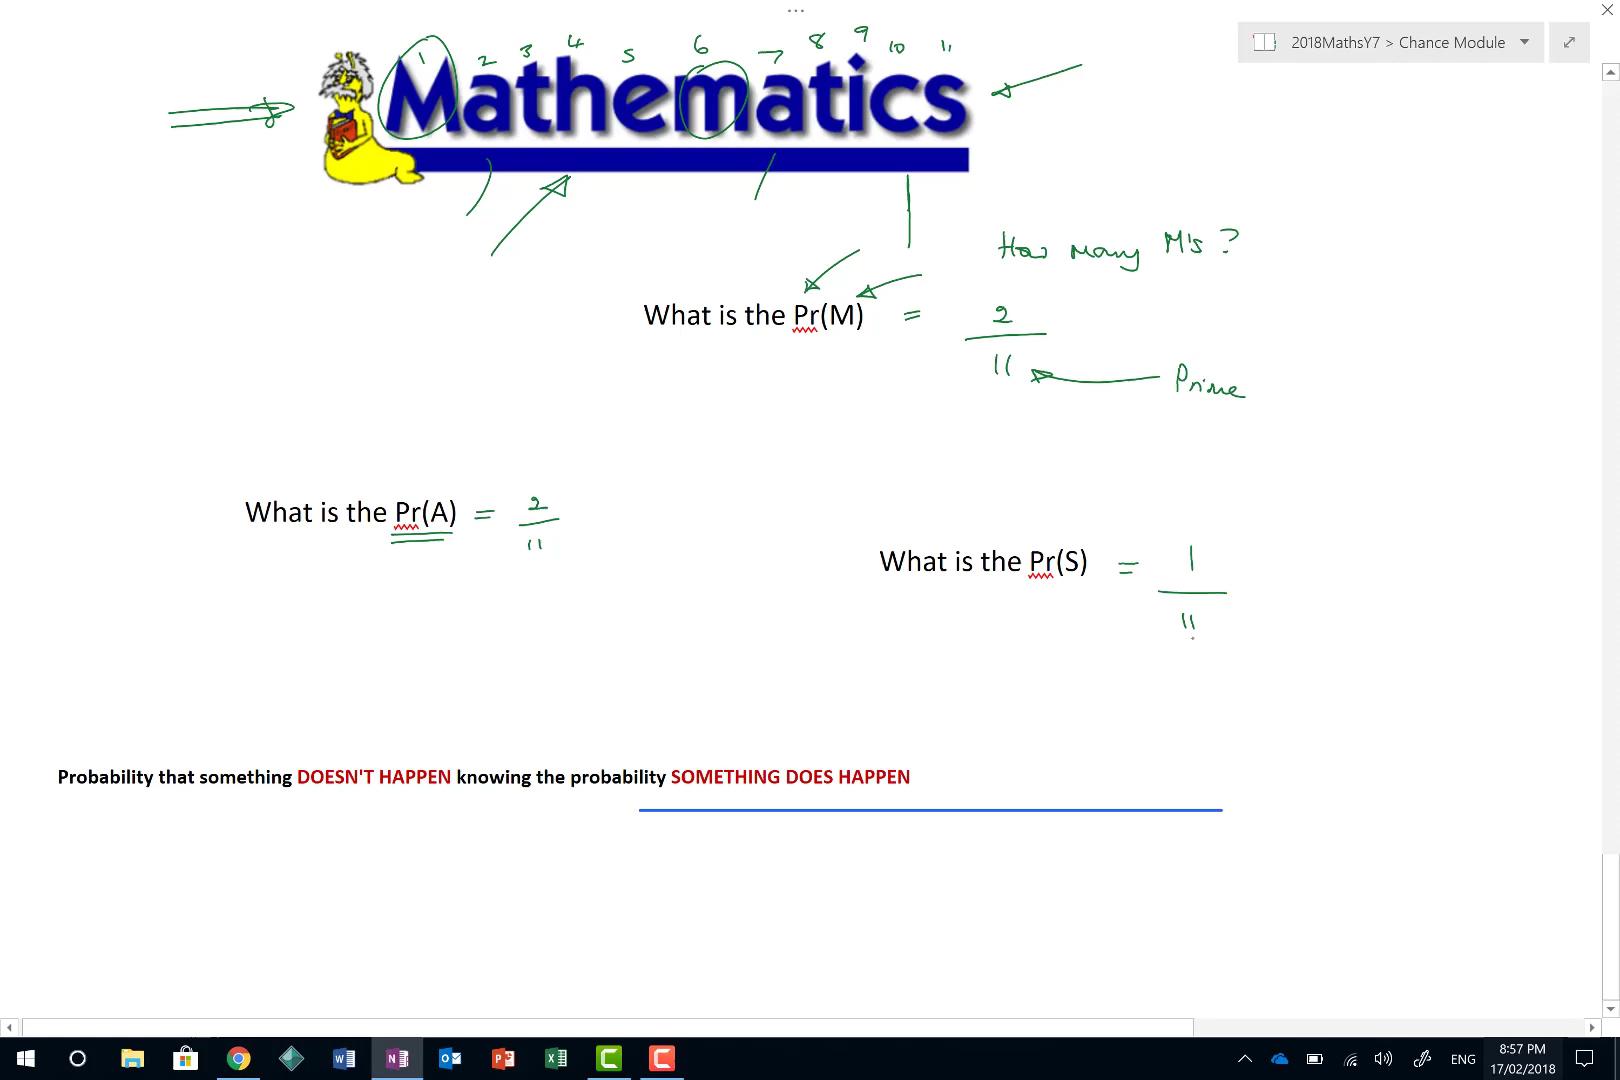 2018MathsY7 > Chance Module
1 2 3 4 5 6 7 8 9 10 11
Mathematics
How many M's ?
What is the Pr(M) = 2
11
Prime
What is the Pr(A) = 2
11
What is the Pr(S) = 1
11
Probability that something DOESN'T HAPPEN knowing the probability SOMETHING DOES HAPPEN
ENG
8:57 PM
17/02/2018